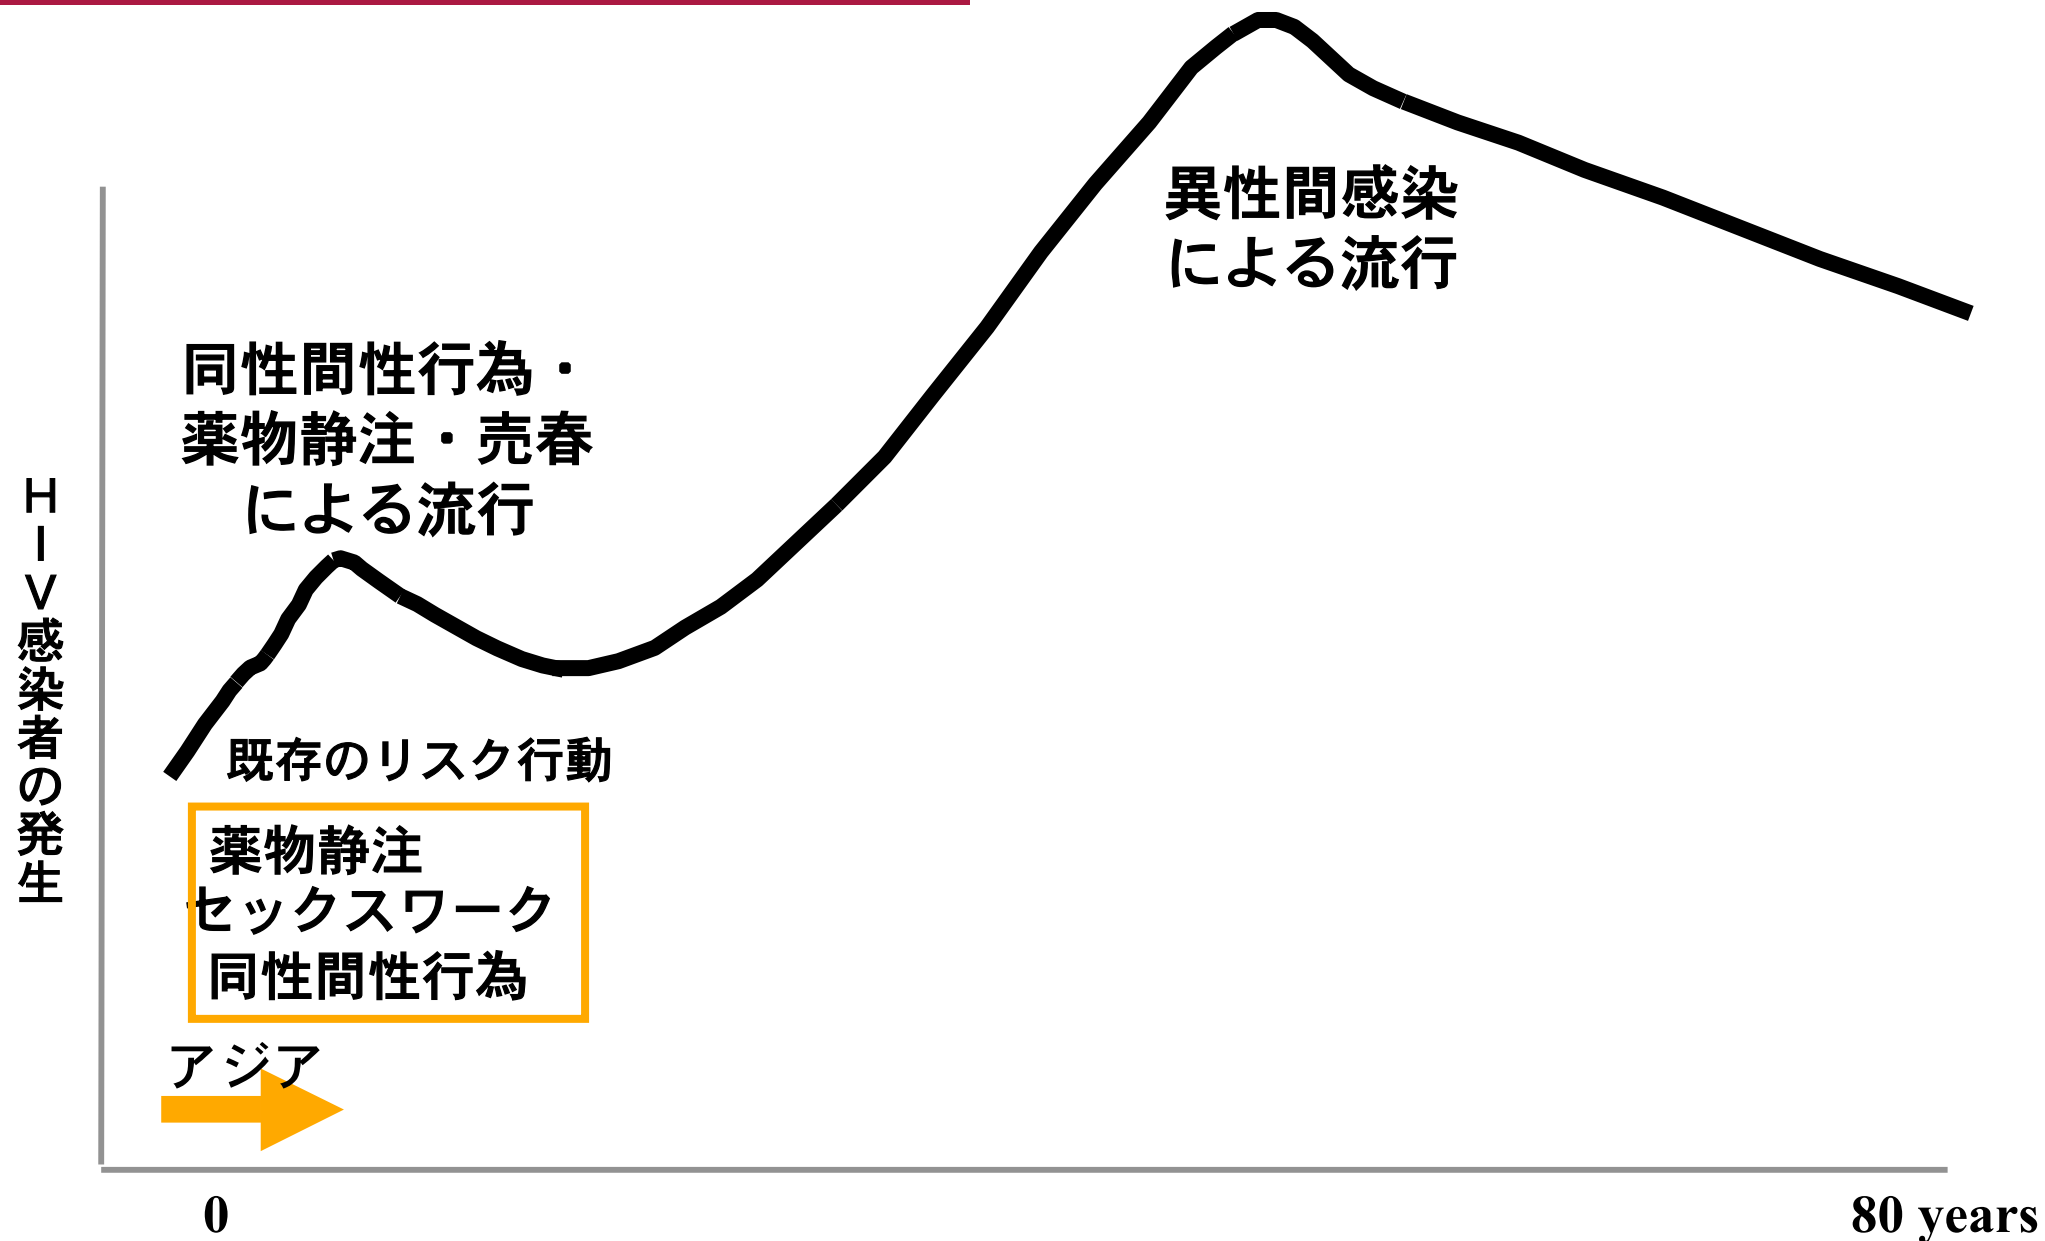 異性間感染
による流行
同性間性行為・
薬物静注・売春
による流行
HIV感染者の発生
既存のリスク行動
薬物静注
セックスワーク
同性間性行為
アジア
0
80 years